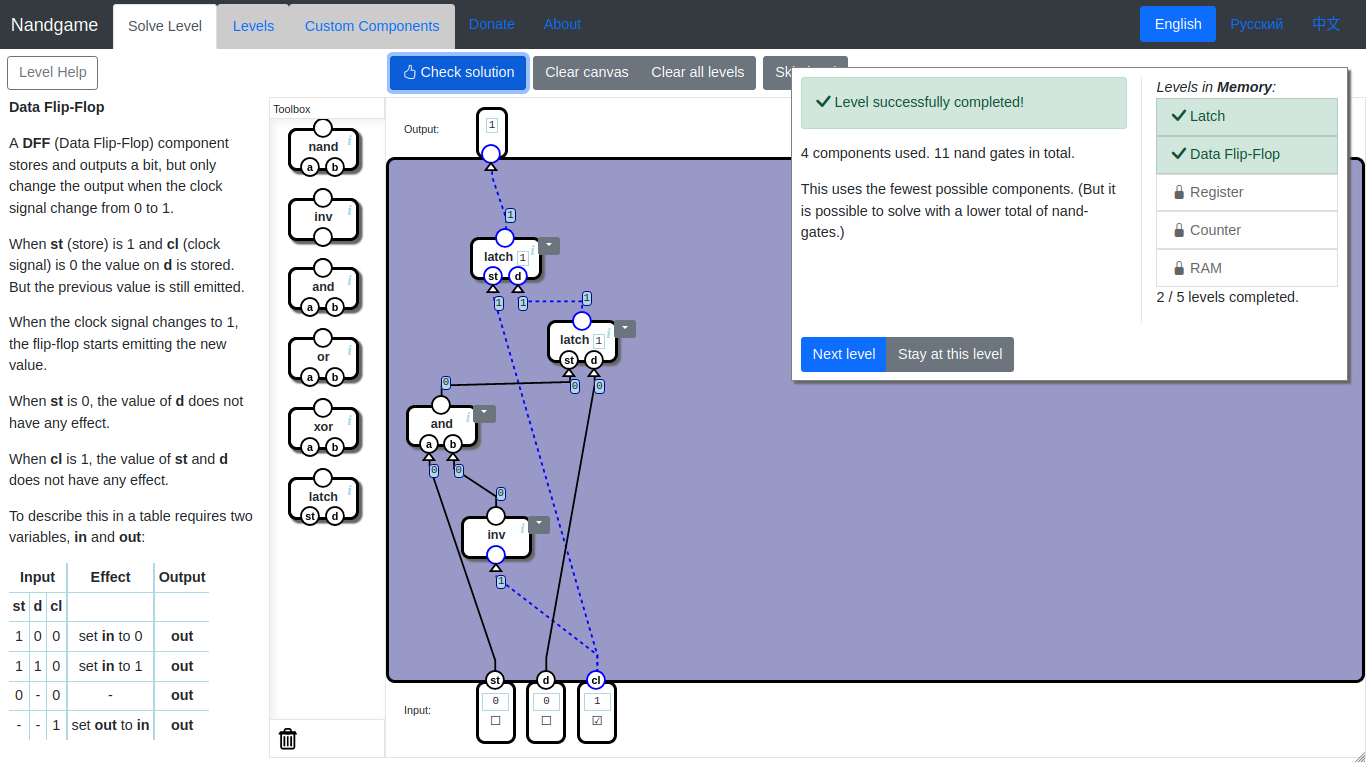 Nandgame
Solve Level
Levels
Custom Components
Donate
About
English
Русский
中文
Level Help
Check solution
Clear canvas
Clear all levels
Data Flip-Flop
A DFF (Data Flip-Flop) component
stores and outputs a bit, but only
change the output when the clock
signal change from 0 to 1.
When st (store) is 1 and cl (clock
signal) is 0 the value on d is stored.
But the previous value is still emitted.
When the clock signal changes to 1,
the flip-flop starts emitting the new
value.
When st is 0, the value of d does not
have any effect.
When cl is 1, the value of st and d
does not have any effect.
To describe this in a table requires two
variables, in and out:
Input Effect Output
st d cl
1 0 0 set in to 0 out
1 1 0 set in to 1 out
0 - 0 - out
- - 1 set out to in out
Toolbox
nand
i
a b
inv
i
and
i
a b
or
i
a b
xor
i
a b
latch
i
st d
Output:
1
1
latch 1
i
st d
1 1 1
latch 1
i
st d
0 0 0
and
i
a b
0 0
0
inv
i
1
st d cl
Input:
0 0 1
Level successfully completed!
4 components used. 11 nand gates in total.
This uses the fewest possible components. (But it
is possible to solve with a lower total of nand-
gates.)
Next level
Stay at this level
Levels in Memory:
Latch
Data Flip-Flop
Register
Counter
RAM
2 / 5 levels completed.